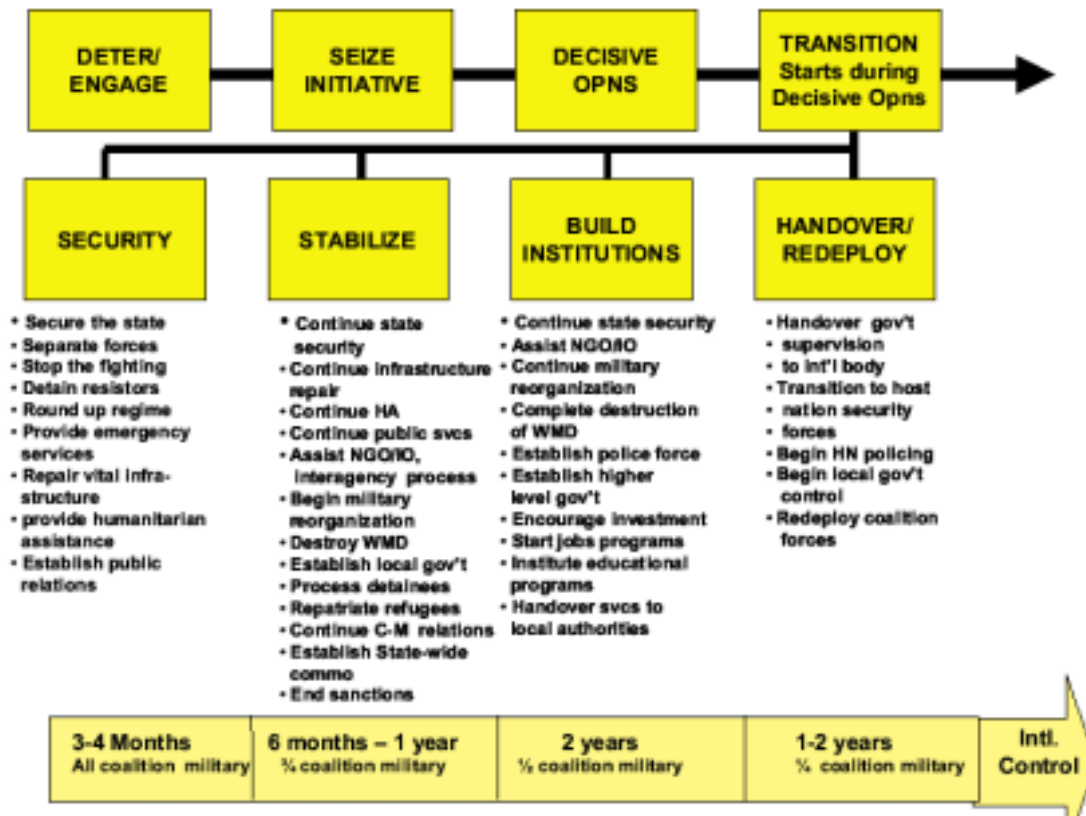 DETER/
ENGAGE
SEIZE
INITIATIVE
DECISIVE
OPNS
TRANSITION
Starts during
Decisive Opns
SECURITY
STABILIZE
BUILD
INSTITUTIONS
HANDOVER/
REDEPLOY
• Secure the state
• Separate forces
• Stop the fighting
• Detain resistors
• Round up regime
• Provide emergency
services
• Repair vital infra-
structure
• provide humanitarian
assistance
• Establish public
relations
• Continue state
security
• Continue infrastructure
repair
• Continue HA
• Continue public svcs
• Assist NGO/IO,
interagency process
• Begin military
reorganization
• Destroy WMD
• Establish local gov't
• Process detainees
• Repatriate refugees
• Continue C-M relations
• Establish State-wide
commo
• End sanctions
• Continue state security
• Assist NGO/IO
• Continue military
reorganization
• Complete destruction
of WMD
• Establish police force
• Establish higher
level gov't
• Encourage investment
• Start jobs programs
• Institute educational
programs
• Handover svcs to
local authorities
• Handover gov't
supervision
to int'l body
• Transition to host
nation security
forces
• Begin HN policing
• Begin local gov't
control
• Redeploy coalition
forces
3-4 Months
All coalition military
6 months – 1 year
¾ coalition military
2 years
½ coalition military
1-2 years
¼ coalition military
Intl.
Control